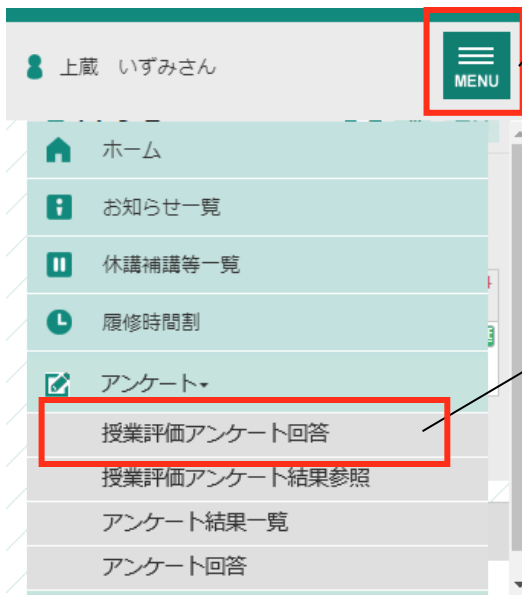 上蔵 いずみさん
MENU
ホーム
お知らせ一覧
休講補講等一覧
履修時間割
アンケート▾
授業評価アンケート回答
授業評価アンケート結果参照
アンケート結果一覧
アンケート回答